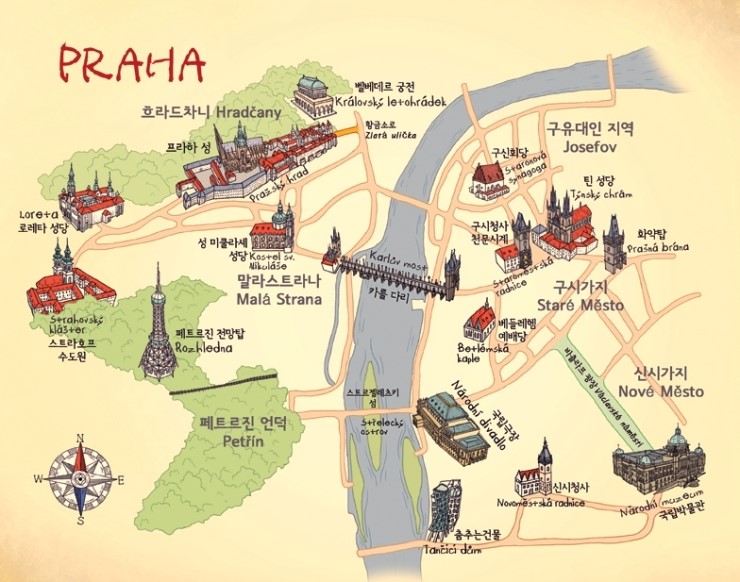 PRAHA
벨베데르 궁전
Královský letohrádek
흐라드차니 Hradčany
황금소로
Zlatá ulička
프라하 성
Pražský hrad
구유대인 지역
Josefov
구신회당
Staronová
synagoga
틴 성당
Týnský chrám
Loreta
로레타 성당
성 미쿨라세
성당 Kostel sv.
Mikuláše
구시청사
천문시계
Staroměstská
radnice
화약탑
Prašná brána
Karlův most
카를 다리
말라스트라나
Malá Strana
구시가지
Staré Město
Strahovský
klášter
스트라호프
수도원
페트르진 전망탑
Rozhledna
베들레헴
예배당
Betlémská
kaple
바츨라프 광장 Václavské náměstí
신시가지
Nové Město
스트르젤레츠키
섬
Střelecký
ostrov
국립극장
Národní divadlo
페트르진 언덕
Petřín
N
W
E
S
신시청사
Novoměstská radnice
Národní muzeum
국립박물관
춤추는건물
Tančící dům